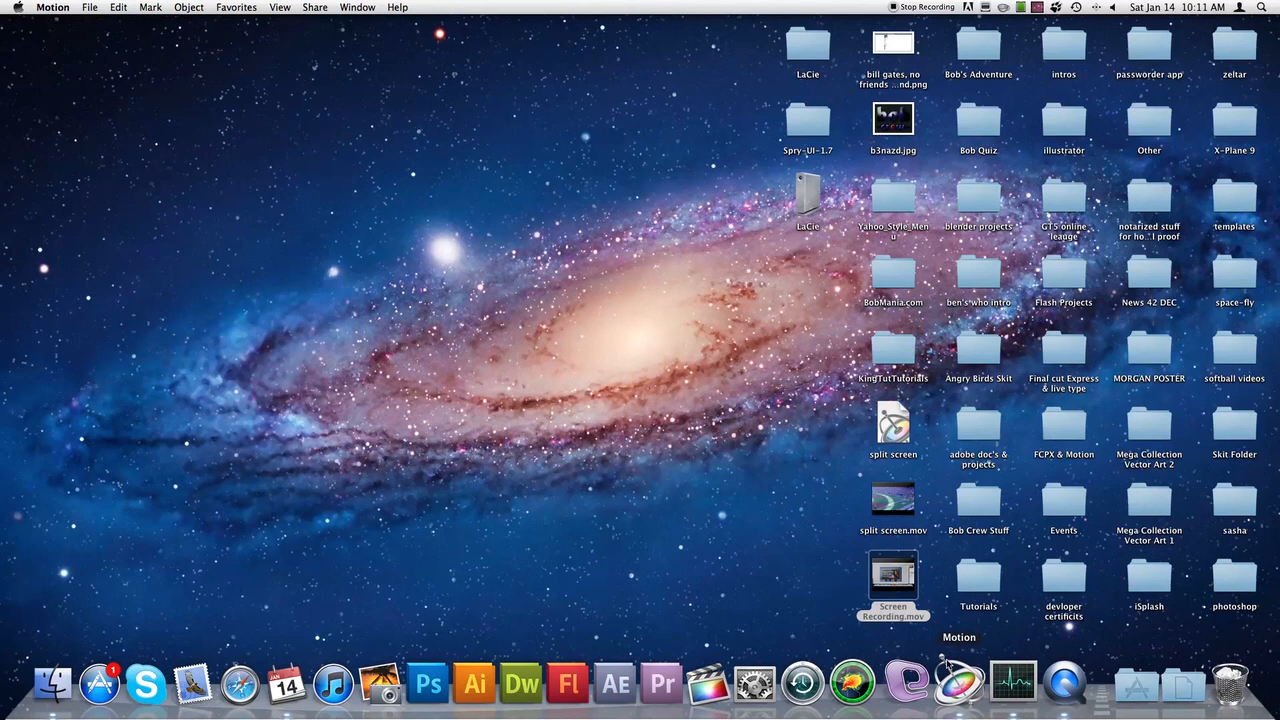 Motion File Edit Mark Object Favorites View Share Window Help Stop Recording Sat Jan 14 10:11 AM
LaCie
bill gates, no
friends ...nd.png
Bob's Adventure
intros
passworder app
zeltar
Spry-UI-1.7
b3nazd.jpg
Bob Quiz
illustrator
Other
X-Plane 9
LaCie
Yahoo_Style_Men
u
blender projects
GT5 online
leauge
notarized stuff
for ho...l proof
templates
BobMania.com
ben's who intro
Flash Projects
News 42 DEC
space-fly
KingTutTutorials
Angry Birds Skit
Final cut Express
& live type
MORGAN POSTER
softball videos
split screen
adobe doc's &
projects
FCPX & Motion
Mega Collection
Vector Art 2
Skit Folder
split screen.mov
Bob Crew Stuff
Events
Mega Collection
Vector Art 1
sasha
Screen
Recording.mov
Tutorials
devloper
certificits
iSplash
photoshop
Motion
1
JAN
14
Ps
Ai
Dw
Fl
AE
Pr